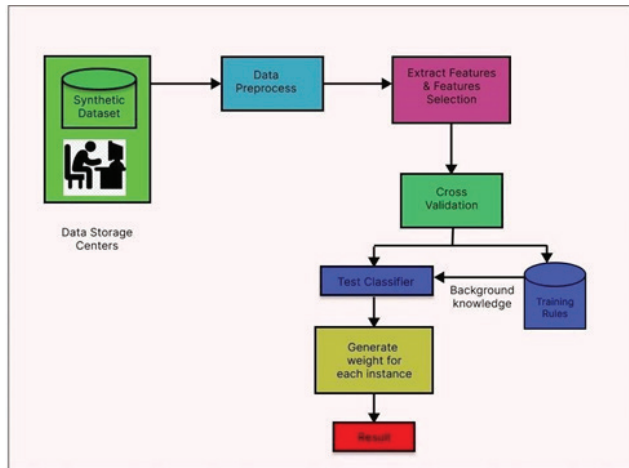 Synthetic
Dataset
Data Storage
Centers
Data
Preprocess
Extract Features
& Features
Selection
Cross
Validation
Test Classifier
Background
knowledge
Training
Rules
Generate
weight for
each instance
Result